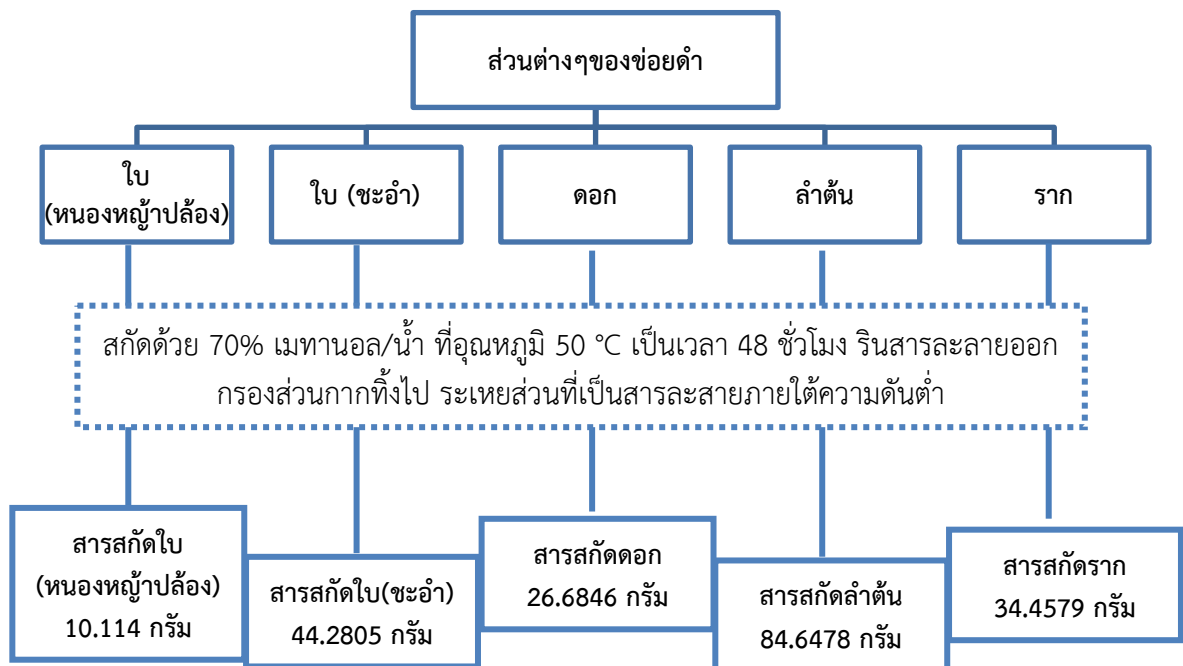 ส่วนต่างๆของข่อยดำ
ใบ
(หนองหญ้าปล้อง)
ใบ (ชะอำ)
ดอก
ลำต้น
ราก
สกัดด้วย 70% เมทานอล/น้ำ ที่อุณหภูมิ 50 °C เป็นเวลา 48 ชั่วโมง รินสารละลายออก
กรองส่วนกากทิ้งไป ระเหยส่วนที่เป็นสารละสายภายใต้ความดันต่ำ
สารสกัดใบ
(หนองหญ้าปล้อง)
10.114 กรัม
สารสกัดใบ(ชะอำ)
44.2805 กรัม
สารสกัดดอก
26.6846 กรัม
สารสกัดลำต้น
84.6478 กรัม
สารสกัดราก
34.4579 กรัม